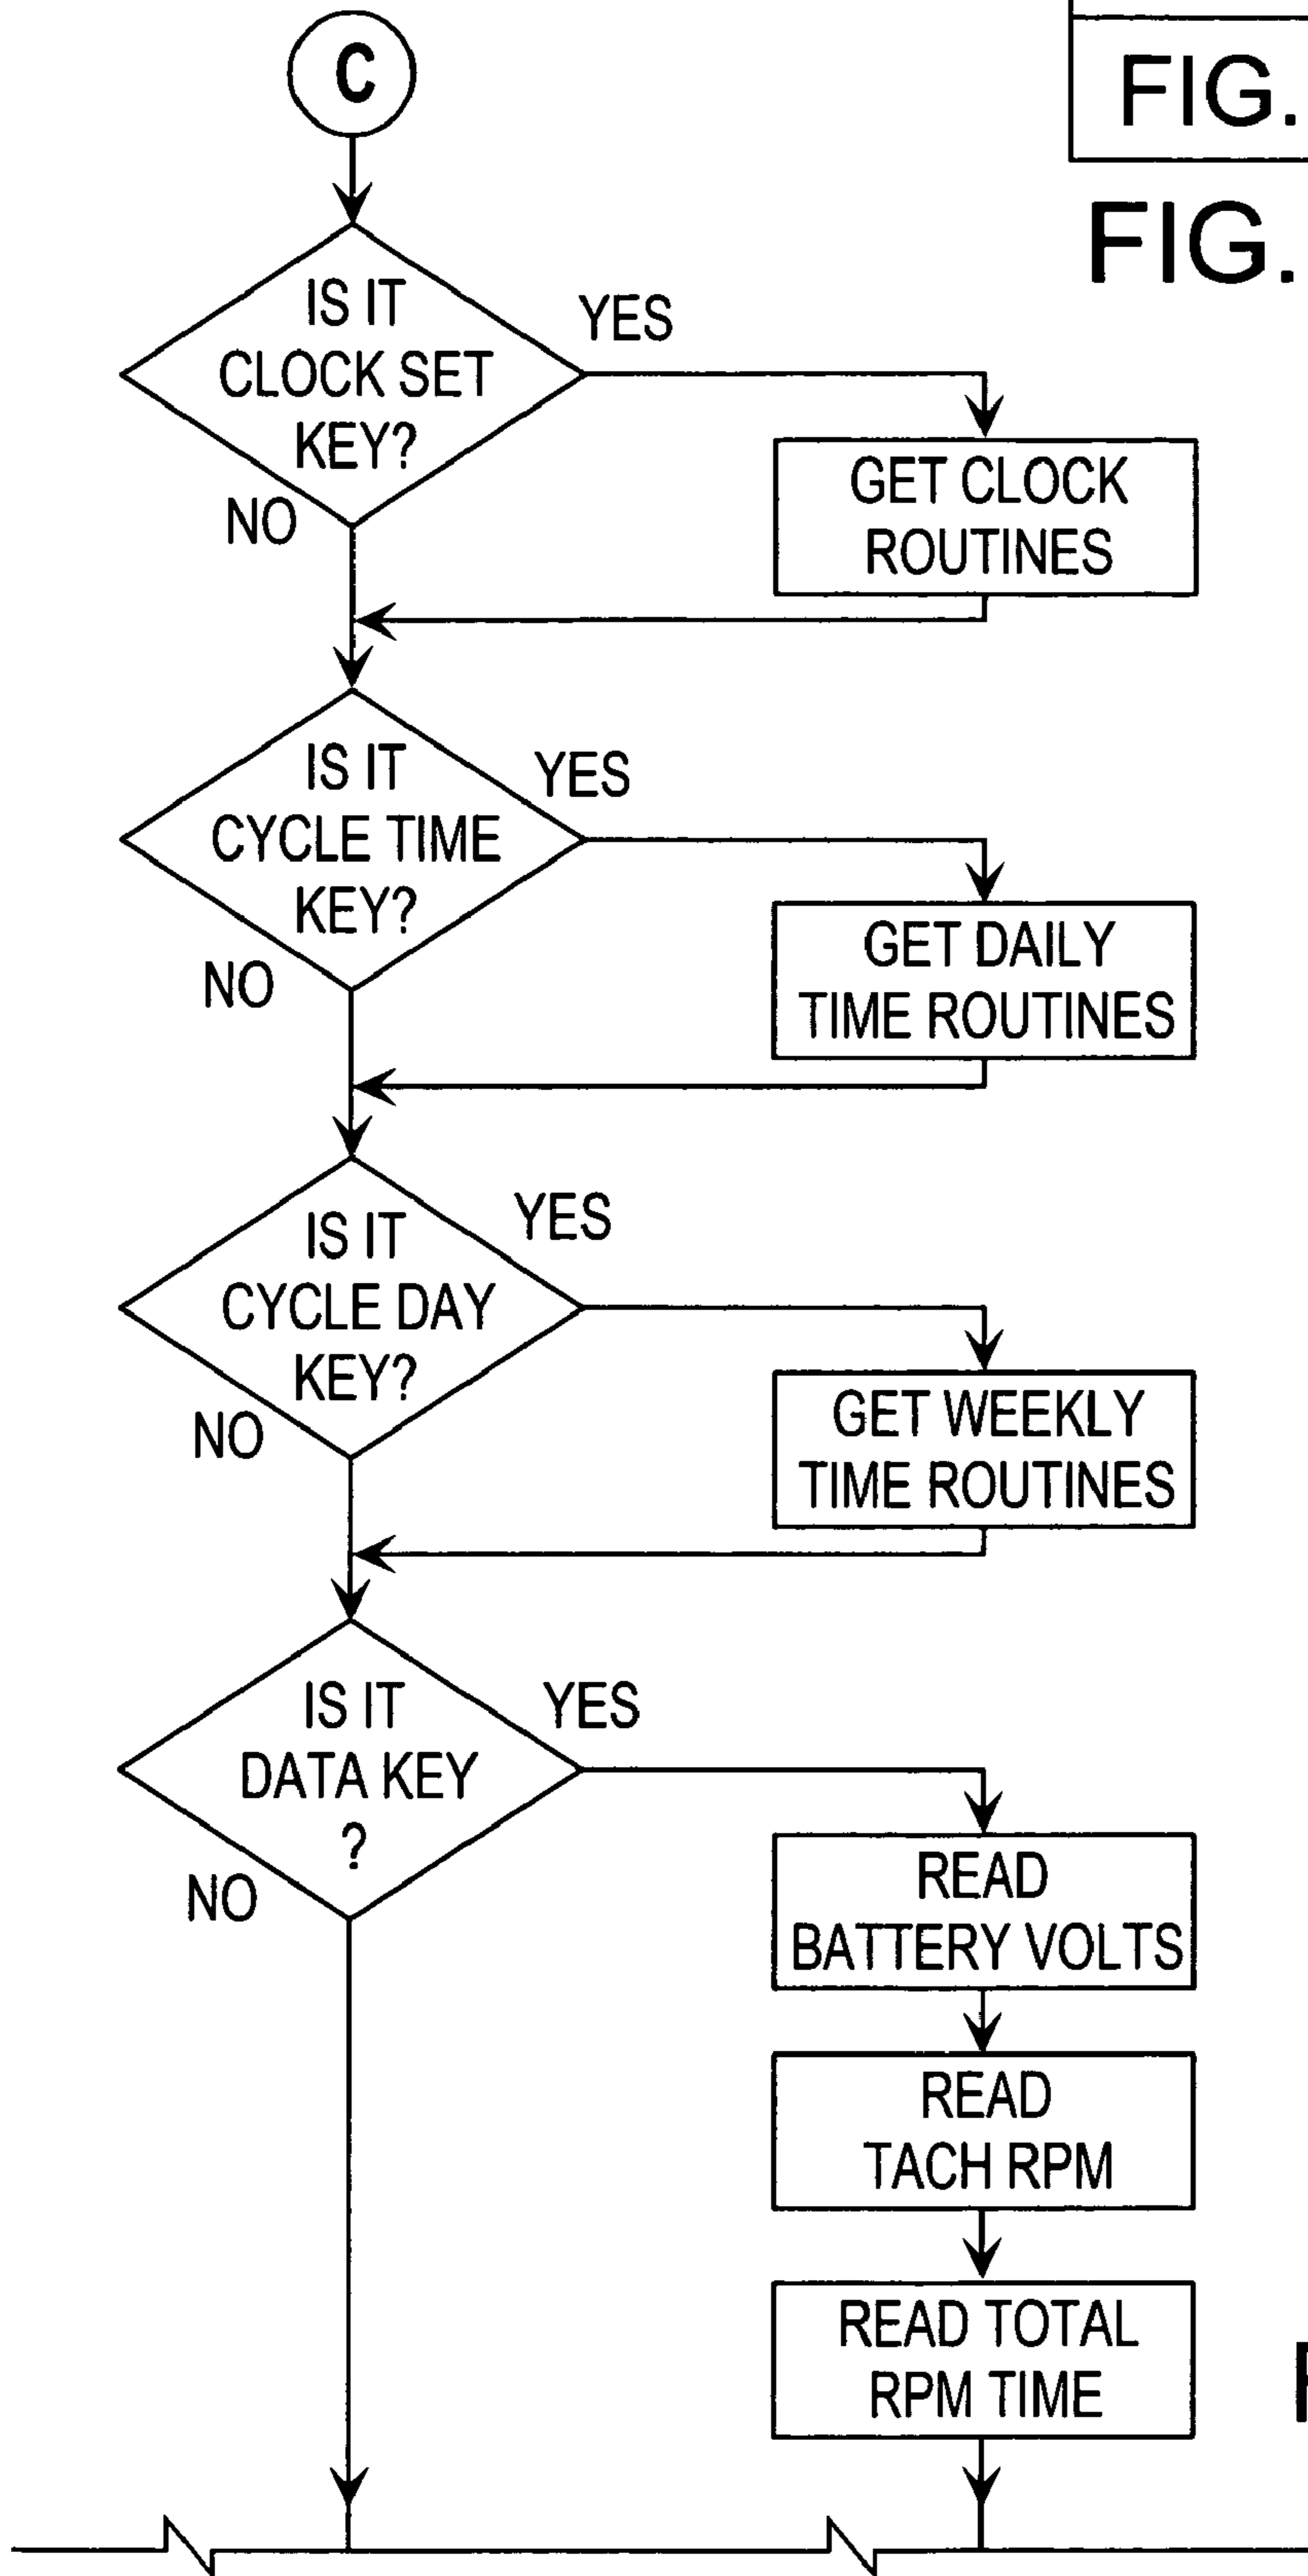 C
FIG.
FIG.
IS IT
CLOCK SET
KEY?
YES
NO
GET CLOCK
ROUTINES
IS IT
CYCLE TIME
KEY?
YES
NO
GET DAILY
TIME ROUTINES
IS IT
CYCLE DAY
KEY?
YES
NO
GET WEEKLY
TIME ROUTINES
IS IT
DATA KEY
?
YES
NO
READ
BATTERY VOLTS
READ
TACH RPM
READ TOTAL
RPM TIME